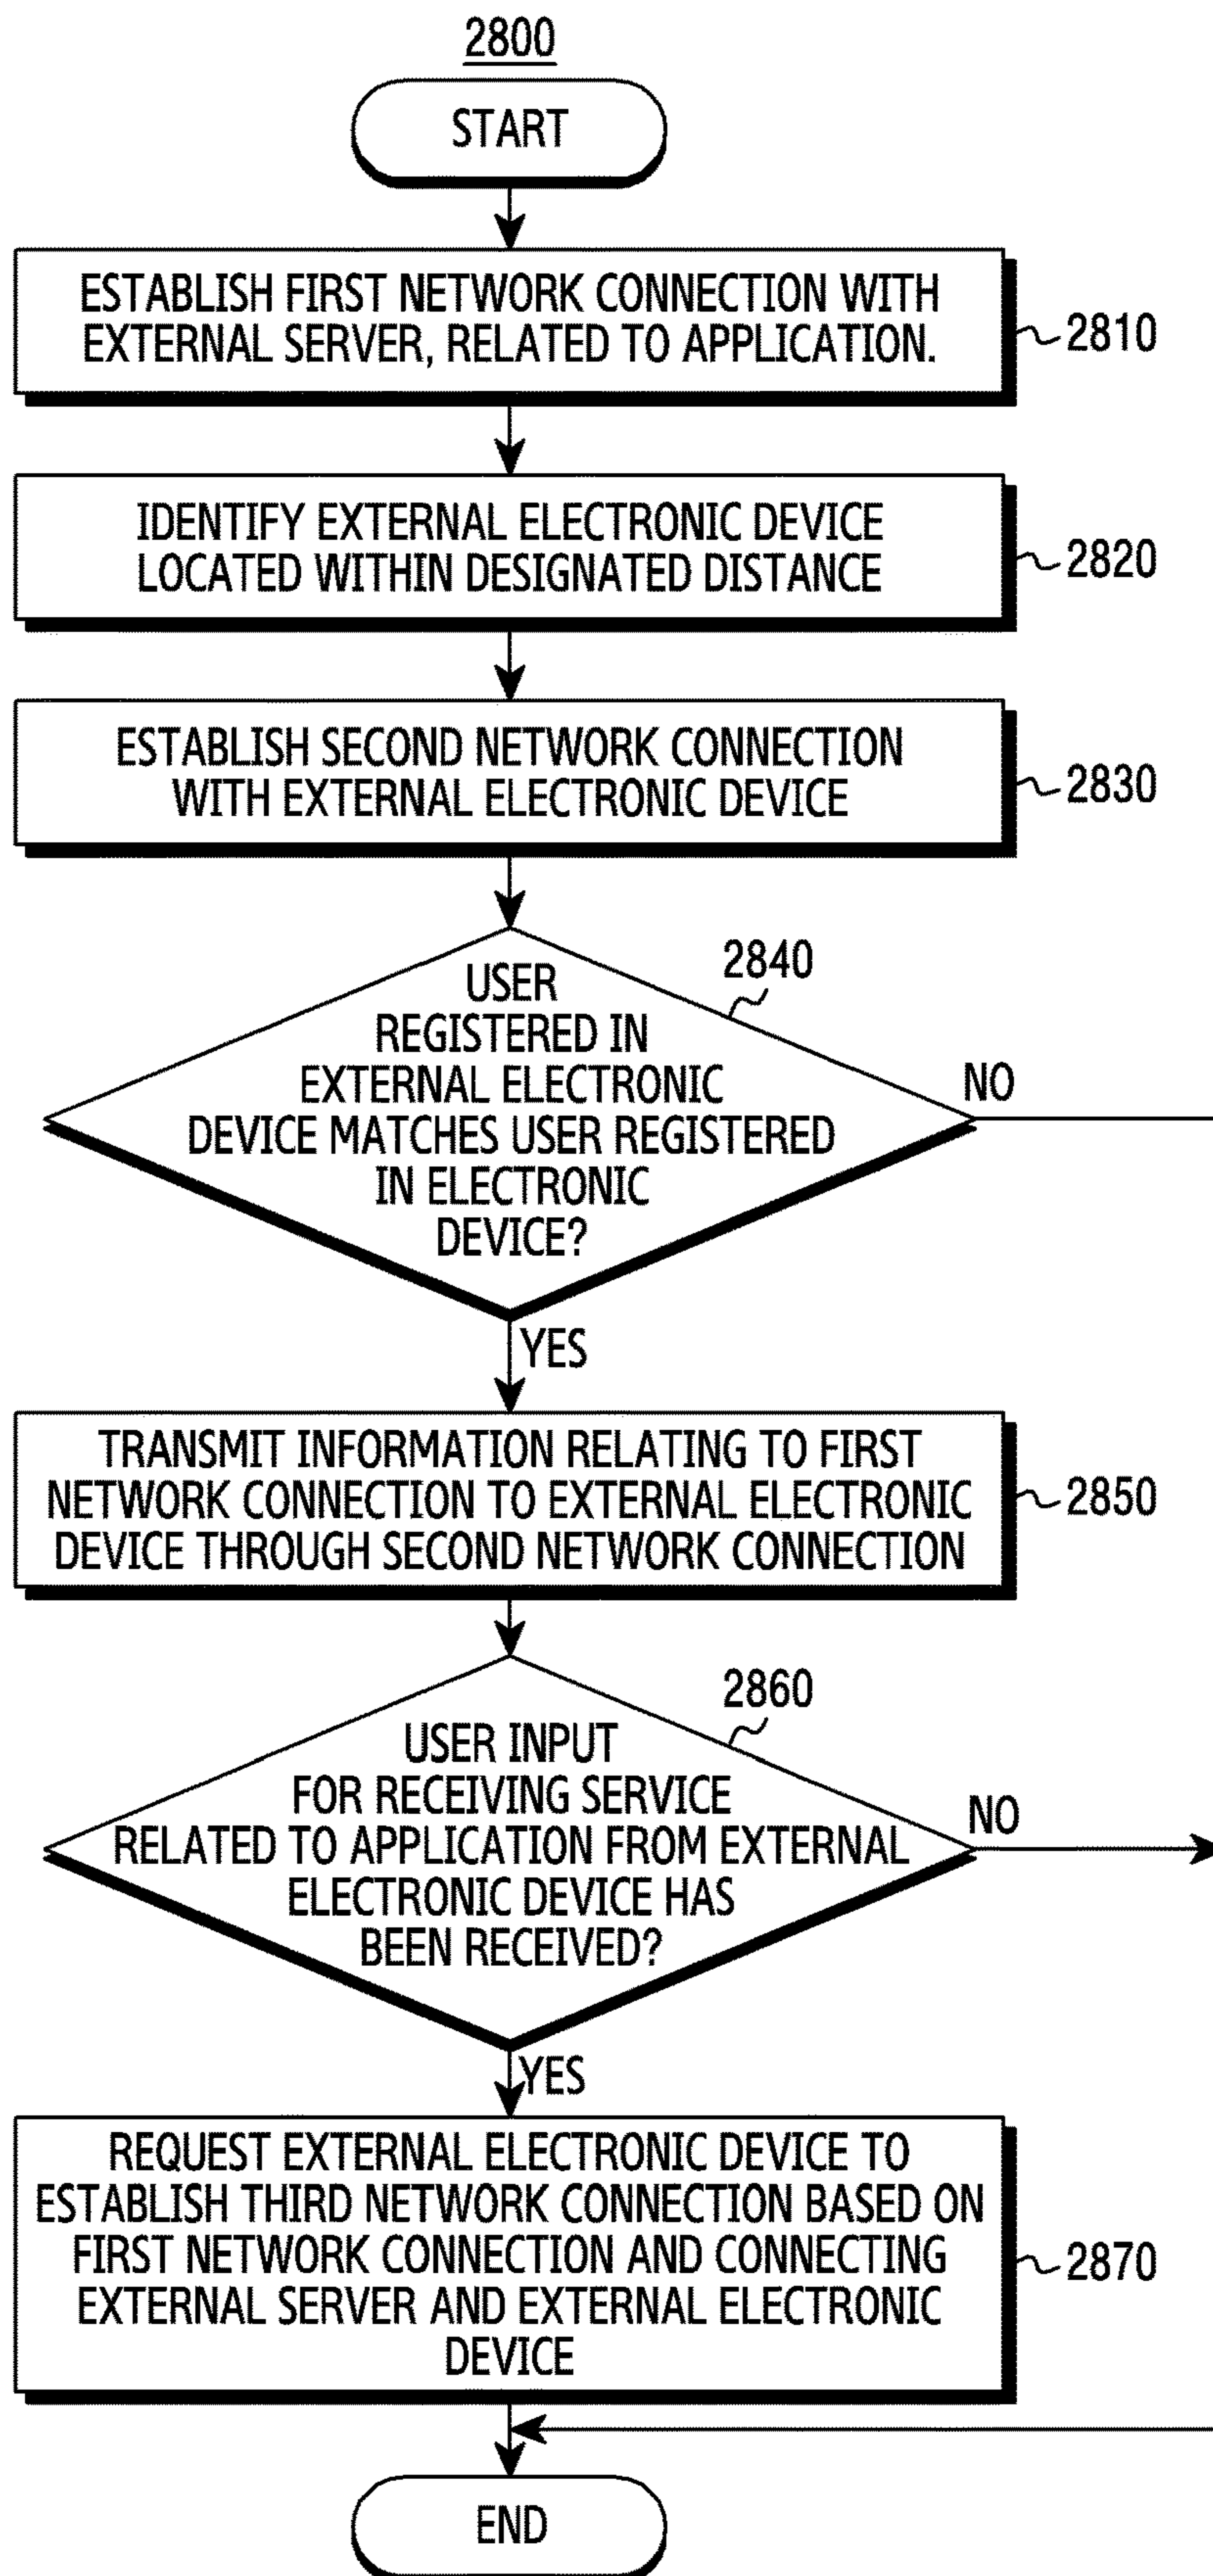 2800
START
ESTABLISH FIRST NETWORK CONNECTION WITH
EXTERNAL SERVER, RELATED TO APPLICATION.
2810
IDENTIFY EXTERNAL ELECTRONIC DEVICE
LOCATED WITHIN DESIGNATED DISTANCE
2820
ESTABLISH SECOND NETWORK CONNECTION
WITH EXTERNAL ELECTRONIC DEVICE
2830
2840
USER
REGISTERED IN
EXTERNAL ELECTRONIC
DEVICE MATCHES USER REGISTERED
IN ELECTRONIC
DEVICE?
NO
YES
TRANSMIT INFORMATION RELATING TO FIRST
NETWORK CONNECTION TO EXTERNAL ELECTRONIC
DEVICE THROUGH SECOND NETWORK CONNECTION
2850
2860
USER INPUT
FOR RECEIVING SERVICE
RELATED TO APPLICATION FROM EXTERNAL
ELECTRONIC DEVICE HAS
BEEN RECEIVED?
NO
YES
REQUEST EXTERNAL ELECTRONIC DEVICE TO
ESTABLISH THIRD NETWORK CONNECTION BASED ON
FIRST NETWORK CONNECTION AND CONNECTING
EXTERNAL SERVER AND EXTERNAL ELECTRONIC
DEVICE
2870
END